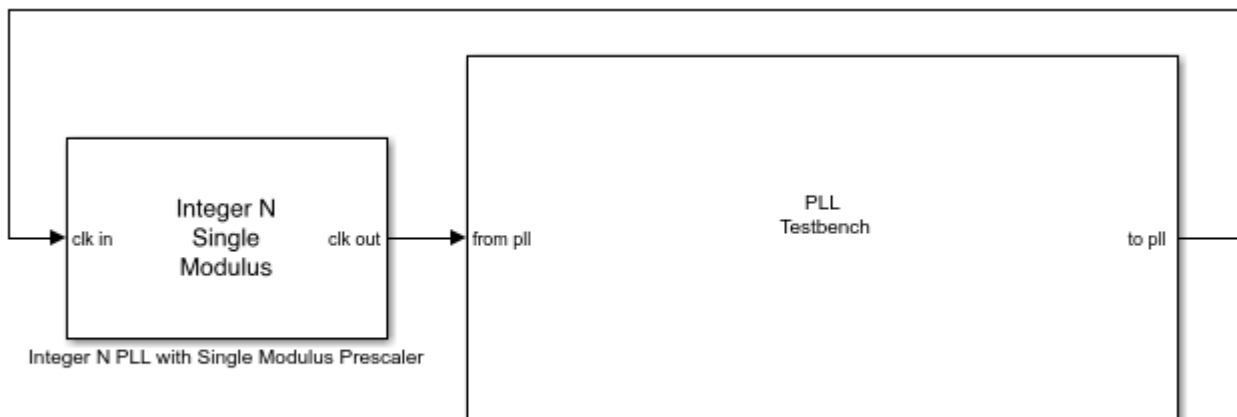 Integer N
Single
Modulus
clk in
clk out
Integer N PLL with Single Modulus Prescaler
PLL
Testbench
from pll
to pll